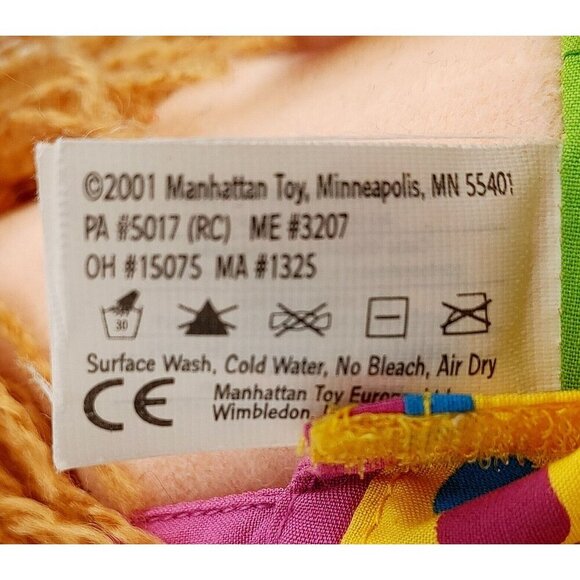 ©2001 Manhattan Toy, Minneapolis, MN 55401
PA #5017 (RC) ME #3207
OH #15075 MA #1325
30
Surface Wash, Cold Water, No Bleach, Air Dry
CE Manhattan Toy
Wimbledon,